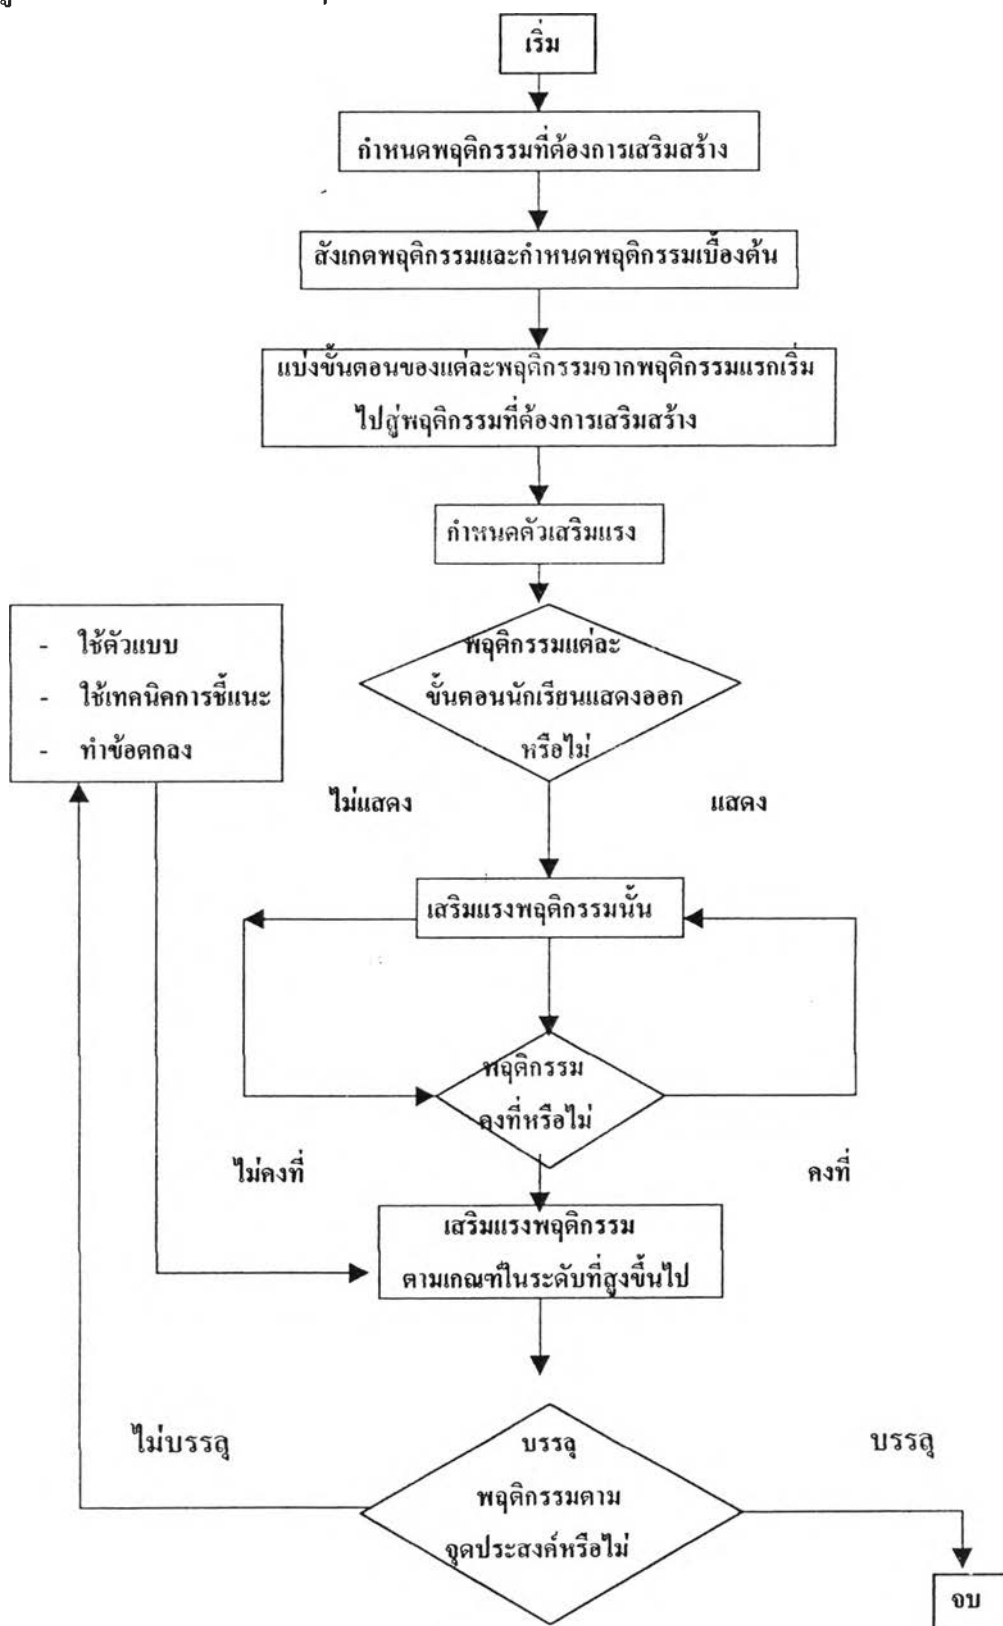 เริ่ม
กำหนดพฤติกรรมที่ต้องการเสริมสร้าง
สังเกตพฤติกรรมและกำหนดพฤติกรรมเบื้องต้น
แบ่งขั้นตอนของแต่ละพฤติกรรมจากพฤติกรรมแรกเริ่ม
ไปสู่พฤติกรรมที่ต้องการเสริมสร้าง
กำหนดตัวเสริมแรง
- ใช้ตัวแบบ
- ใช้เทคนิคการชี้แนะ
- ทำข้อตกลง
พฤติกรรมแต่ละ
ขั้นตอนนักเรียนแสดงออก
หรือไม่
ไม่แสดง
แสดง
เสริมแรงพฤติกรรมนั้น
พฤติกรรม
คงที่หรือไม่
ไม่คงที่
คงที่
เสริมแรงพฤติกรรม
ตามเกณฑ์ในระดับที่สูงขึ้นไป
ไม่บรรลุ
บรรลุ
บรรลุ
พฤติกรรมตาม
จุดประสงค์หรือไม่
จบ